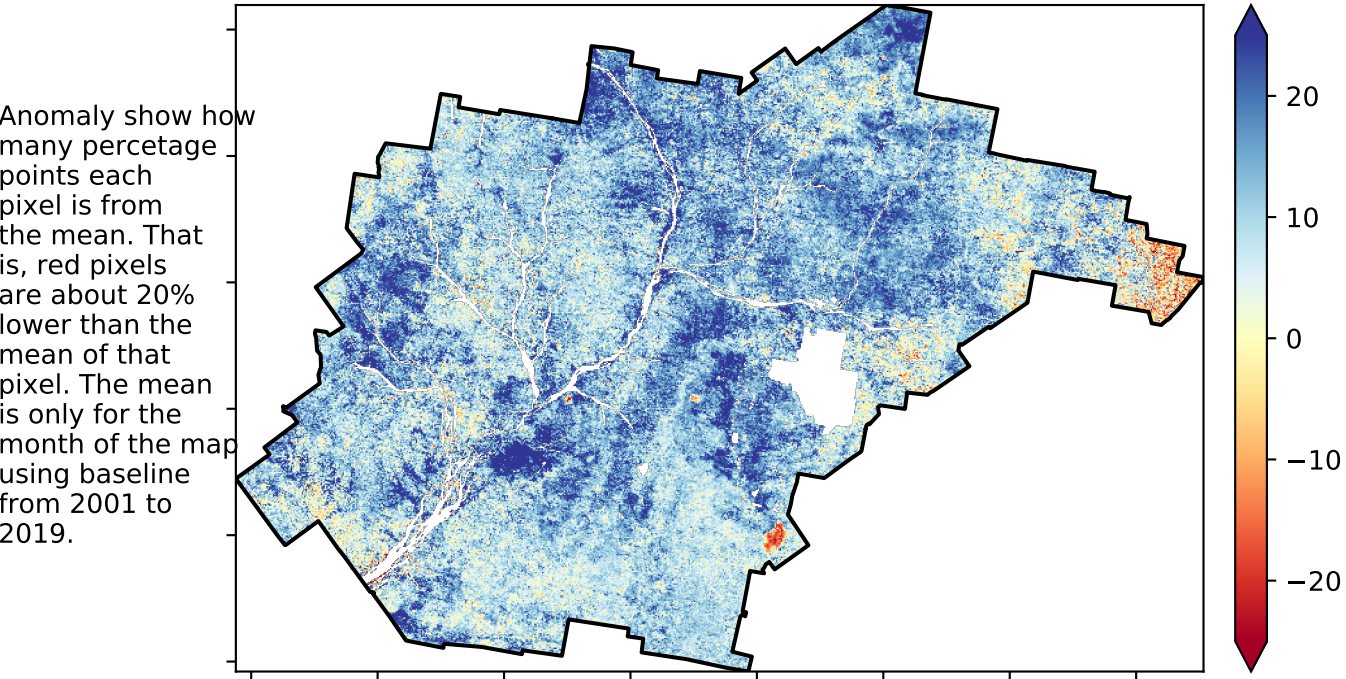 Anomaly show how
many percetage
points each
pixel is from
the mean. That
is, red pixels
are about 20%
lower than the
mean of that
pixel. The mean
is only for the
month of the map
using baseline
from 2001 to
2019.
20
10
0
−10
−20